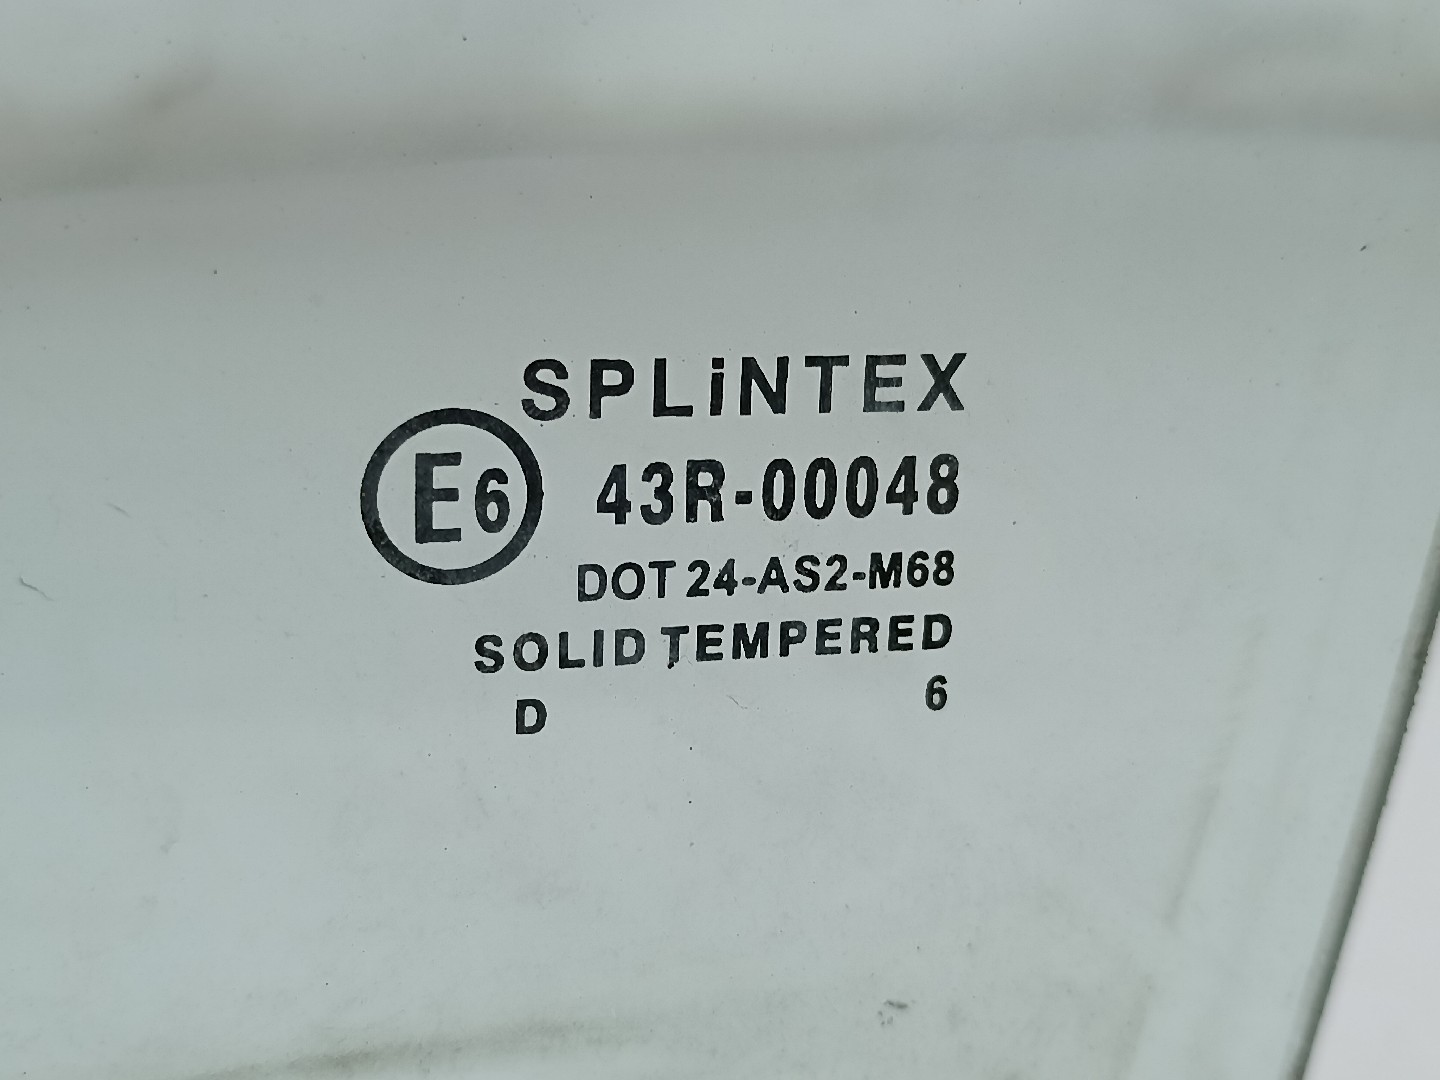 SPLiNTEX
E6 43R-00048
DOT 24-AS2-M68
SOLID TEMPERED
D 6